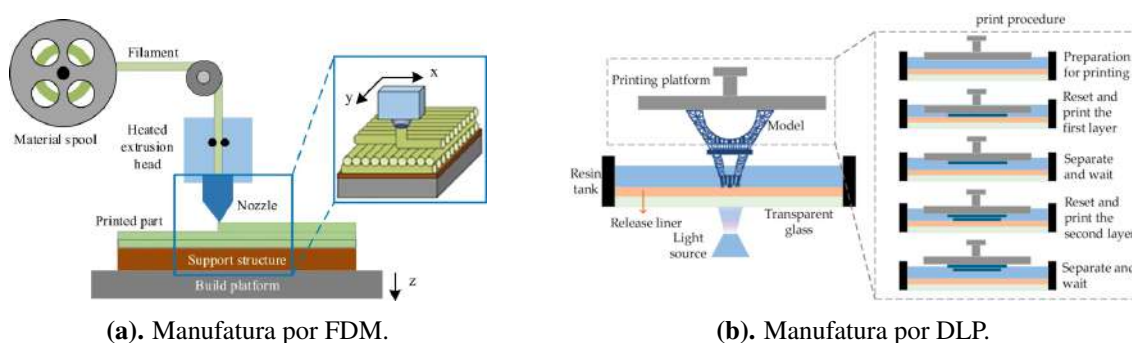 Filament
Material spool
Heated
extrusion
head
x
y
Nozzle
Printed part
Support structure
Build platform
z
(a). Manufatura por FDM.
print procedure
Printing platform
Model
Resin
tank
Release liner
Transparent
glass
Light
source
Preparation
for printing
Reset and
print the
first layer
Separate
and wait
Reset and
print the
second layer
Separate and
wait
(b). Manufatura por DLP.